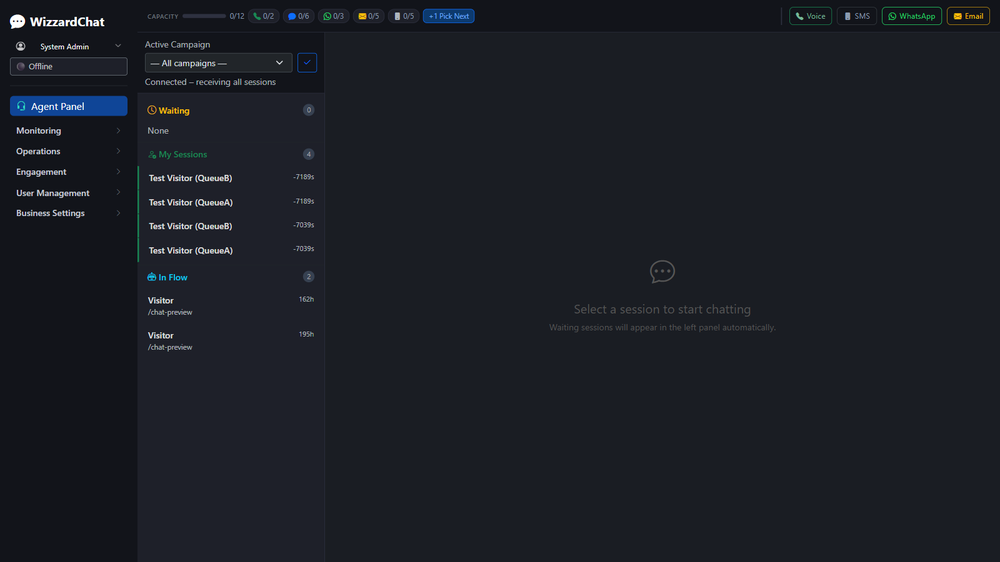 WizzardChat
System Admin
Offline
Agent Panel
Monitoring
Operations
Engagement
User Management
Business Settings
CAPACITY 0/12 0/2 0/6 0/3 0/5 0/5 +1 Pick Next
Voice SMS WhatsApp Email
Active Campaign
— All campaigns —
Connected – receiving all sessions
Waiting 0
None
My Sessions 4
Test Visitor (QueueB) -7189s
Test Visitor (QueueA) -7189s
Test Visitor (QueueB) -7039s
Test Visitor (QueueA) -7039s
In Flow 2
Visitor 162h
/chat-preview
Visitor 195h
/chat-preview
Select a session to start chatting
Waiting sessions will appear in the left panel automatically.